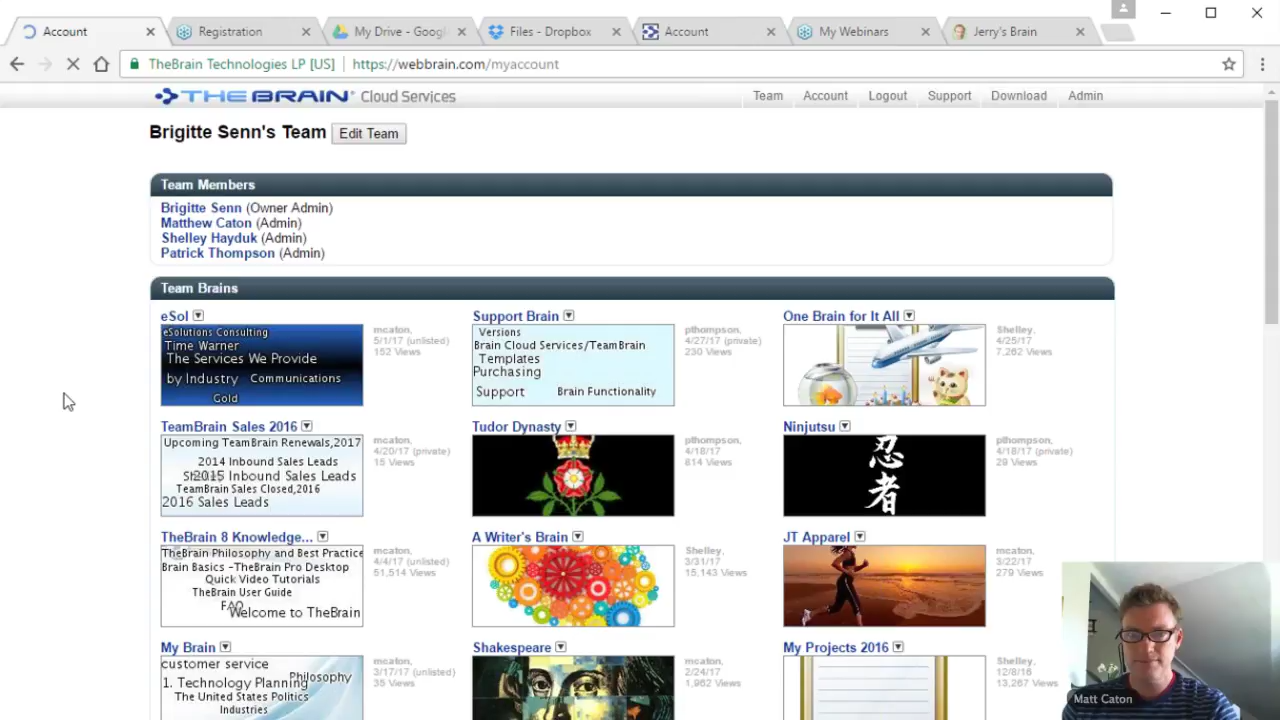 Account
Registration
My Drive - Googl
Files - Dropbox
Account
My Webinars
Jerry's Brain
TheBrain Technologies LP [US]
https://webbrain.com/myaccount
THE BRAIN Cloud Services
Team
Account
Logout
Support
Download
Admin
Brigitte Senn's Team
Edit Team
Team Members
Brigitte Senn (Owner Admin)
Matthew Caton (Admin)
Shelley Hayduk (Admin)
Patrick Thompson (Admin)
Team Brains
eSol
eSolutions Consulting
Time Warner
The Services We Provide
by Industry
Communications
Gold
mcaton,
5/1/17 (unlisted)
152 Views
Support Brain
Versions
Brain Cloud Services/TeamBrain
Templates
Purchasing
Support
Brain Functionality
pthompson,
4/27/17 (private)
230 Views
One Brain for It All
Shelley,
4/25/17
7,262 Views
TeamBrain Sales 2016
Upcoming TeamBrain Renewals,2017
2014 Inbound Sales Leads
2015 Inbound Sales Leads
TeamBrain Sales Closed,2016
2016 Sales Leads
mcaton,
4/20/17 (private)
15 Views
Tudor Dynasty
pthompson,
4/18/17
614 Views
Ninjutsu
忍者
pthompson,
4/18/17 (private)
29 Views
TheBrain 8 Knowledge...
TheBrain Philosophy and Best Practice
Brain Basics -TheBrain Pro Desktop
Quick Video Tutorials
TheBrain User Guide
FAQ
Welcome to TheBrain
mcaton,
4/4/17 (unlisted)
51,514 Views
A Writer's Brain
Shelley,
3/31/17
15,143 Views
JT Apparel
mcaton,
3/22/17
279 Views
My Brain
customer service
Philosophy
1. Technology Planning
The United States Politics
Industries
mcaton,
3/17/17 (unlisted)
35 Views
Shakespeare
mcaton,
2/24/17
1,962 Views
My Projects 2016
Shelley,
12/8/16
13,267 Views
Matt Caton